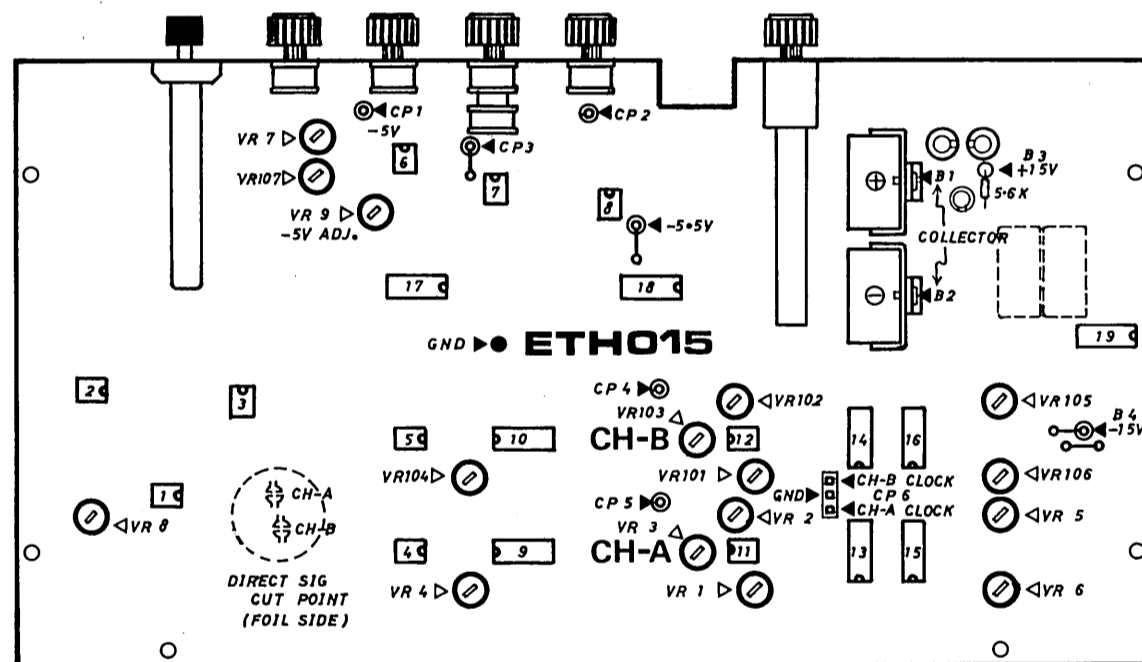 CP1
-5V
CP2
VR 7
CP3
6
VR107
7
B1
B3
+15V
5.6K
VR 9
-5V ADJ.
8
-5.5V
COLLECTOR
17
18
B2
GND
ETH015
19
2
3
CP 4
VR102
VR105
VR103
B4
-15V
5
10
CH-B
12
14
16
VR104
VR101
VR106
CH-B CLOCK
GND
CP 6
CH-A CLOCK
1
CH-A
CH-B
CP 5
VR 3
VR 2
VR 5
VR 8
4
9
CH-A
11
13
15
DIRECT SIG
CUT POINT
(FOIL SIDE)
VR 4
VR 1
VR 6